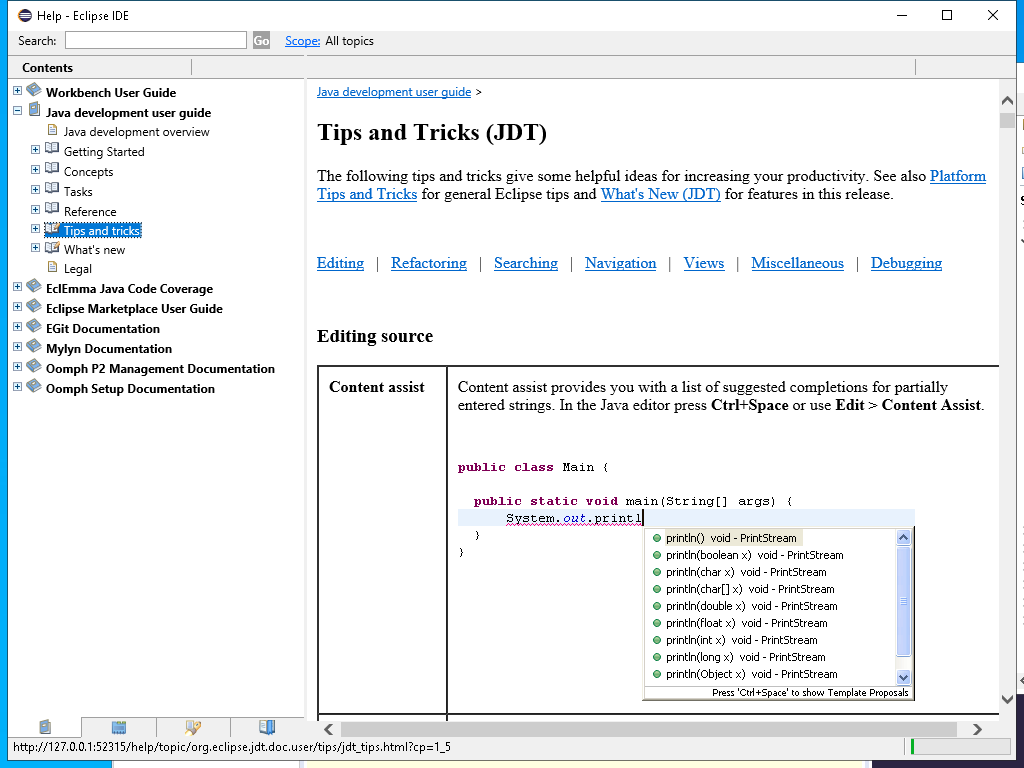 Help - Eclipse IDE
Search:
Go
Scope: All topics
Contents
Workbench User Guide
Java development user guide
Java development overview
Getting Started
Concepts
Tasks
Reference
Tips and tricks
What's new
Legal
EclEmma Java Code Coverage
Eclipse Marketplace User Guide
EGit Documentation
Mylyn Documentation
Oomph P2 Management Documentation
Oomph Setup Documentation
Java development user guide >
Tips and Tricks (JDT)
The following tips and tricks give some helpful ideas for increasing your productivity. See also Platform
Tips and Tricks for general Eclipse tips and What's New (JDT) for features in this release.
Editing | Refactoring | Searching | Navigation | Views | Miscellaneous | Debugging
Editing source
Content assist
Content assist provides you with a list of suggested completions for partially
entered strings. In the Java editor press Ctrl+Space or use Edit > Content Assist.
public class Main {
public static void main(String[] args) {
System.out.printl
}
}
println() void - PrintStream
println(boolean x) void - PrintStream
println(char x) void - PrintStream
println(char[] x) void - PrintStream
println(double x) void - PrintStream
println(float x) void - PrintStream
println(int x) void - PrintStream
println(long x) void - PrintStream
println(Object x) void - PrintStream
Press 'Ctrl+Space' to show Template Proposals
http://127.0.0.1:52315/help/topic/org.eclipse.jdt.doc.user/tips/jdt_tips.html?cp=1_5